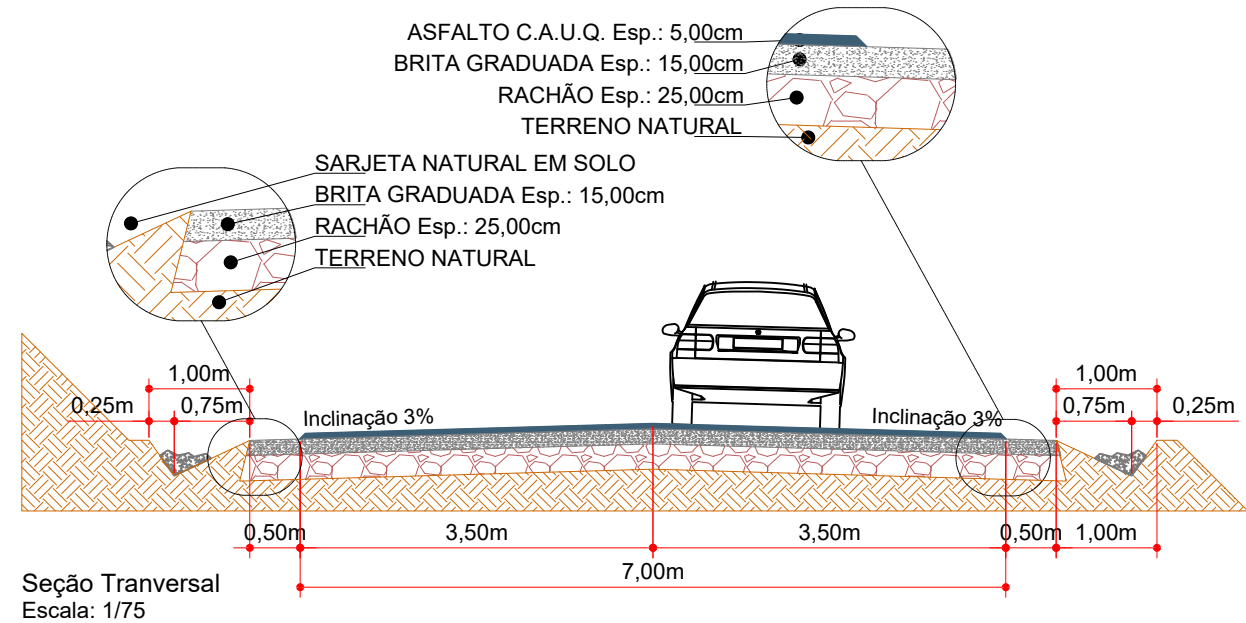 ASFALTO C.A.U.Q. Esp.: 5,00cm
BRITA GRADUADA Esp.: 15,00cm
RACHÃO Esp.: 25,00cm
TERRENO NATURAL
SARJETA NATURAL EM SOLO
BRITA GRADUADA Esp.: 15,00cm
RACHÃO Esp.: 25,00cm
TERRENO NATURAL
1,00m
1,00m
0,25m
0,75m
Inclinação 3%
Inclinação 3%
0,75m
0,25m
0,50m
3,50m
3,50m
0,50m
1,00m
7,00m
Seção Tranversal
Escala: 1/75